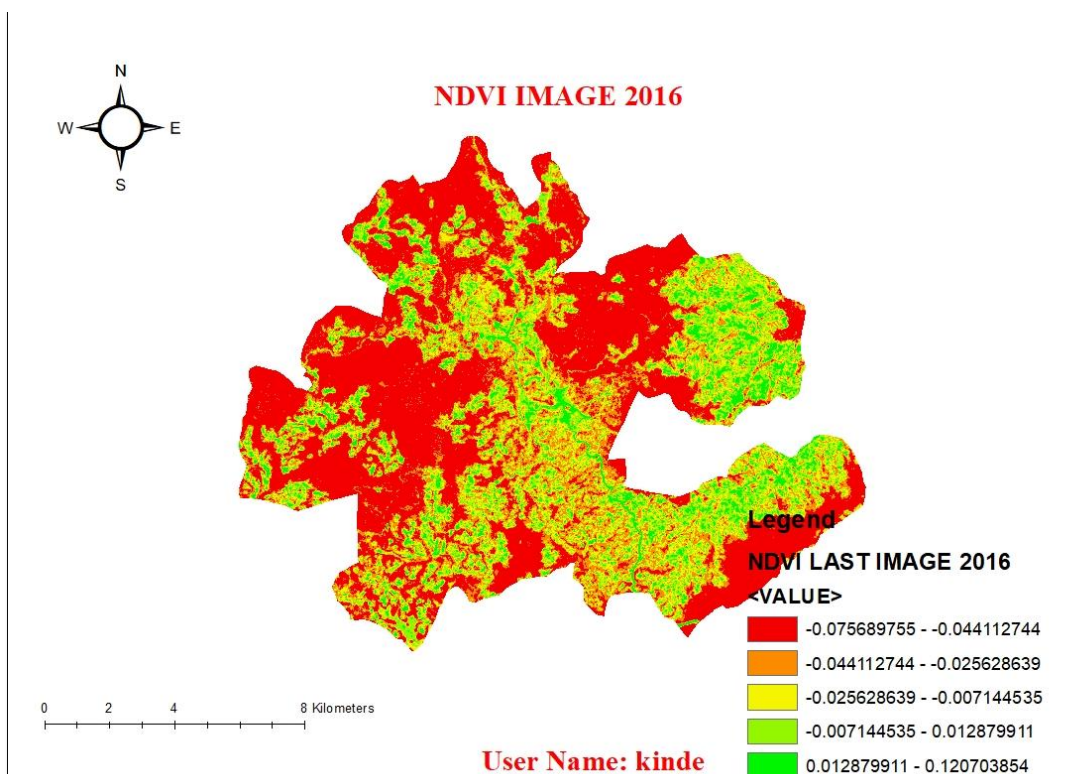 N
W E
S
NDVI IMAGE 2016
Legend
NDVI LAST IMAGE 2016
<VALUE>
-0.075689755 - -0.044112744
-0.044112744 - -0.025628639
-0.025628639 - -0.007144535
-0.007144535 - 0.012879911
0.012879911 - 0.120703854
0 2 4 8 Kilometers
User Name: kinde